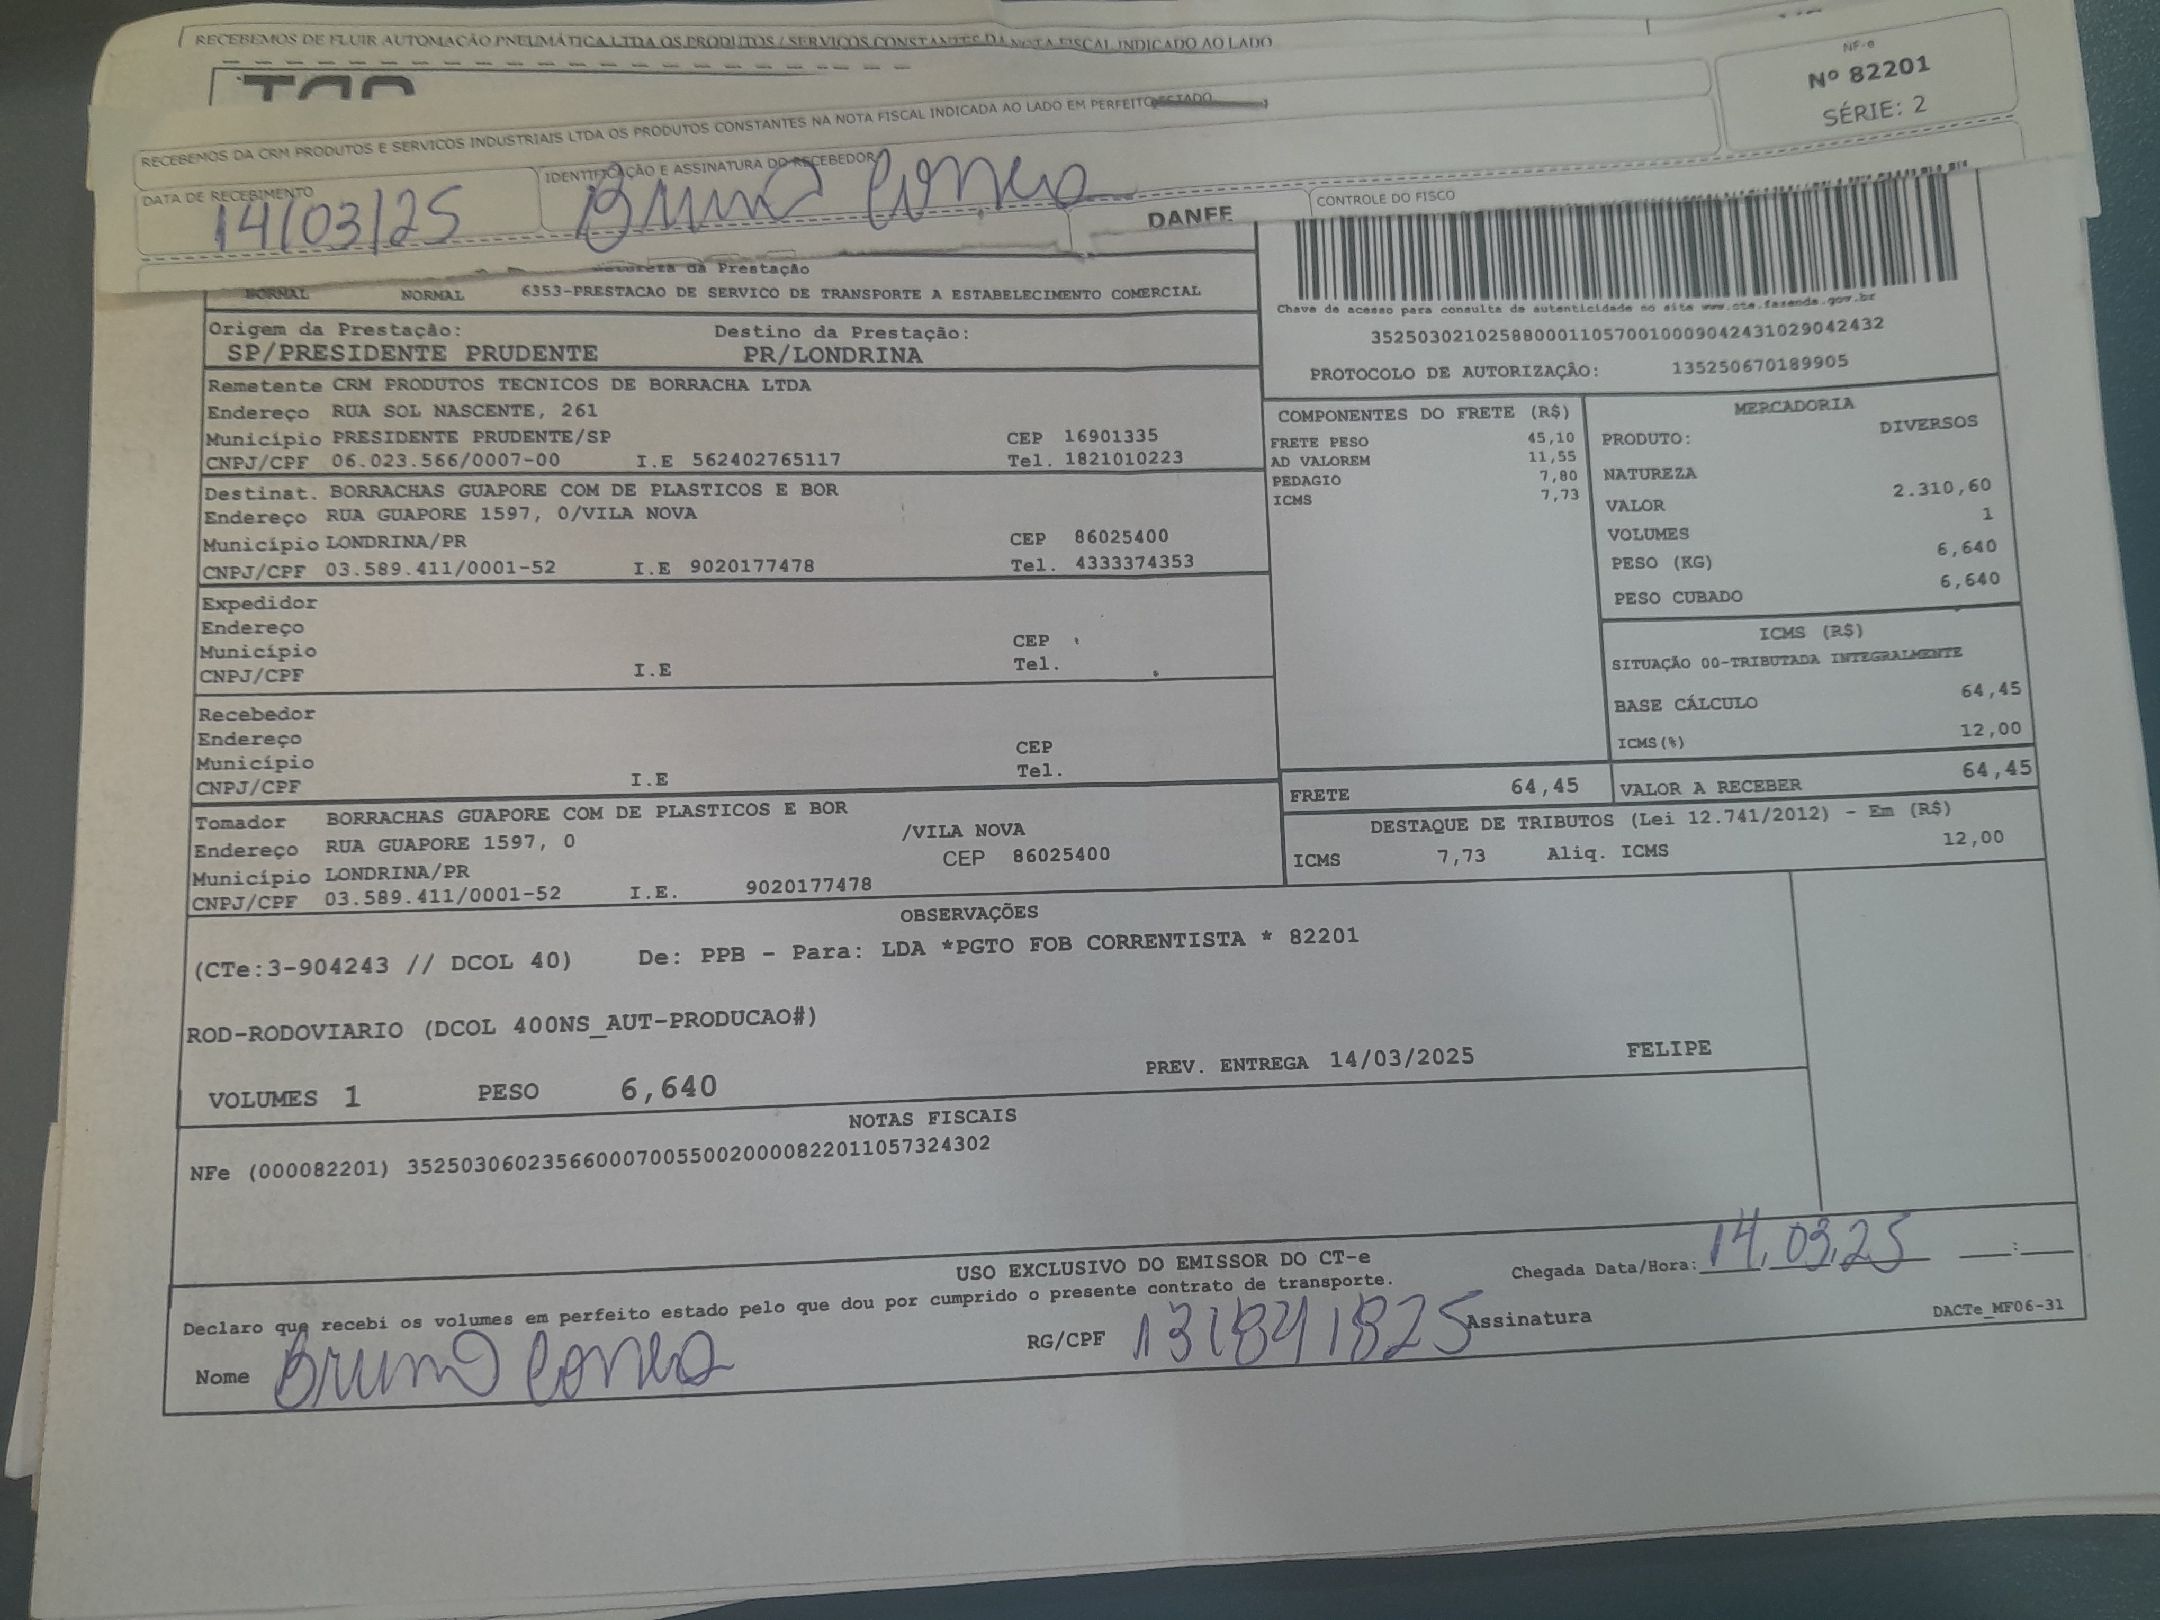 RECEBEMOS DE FLUIR AUTOMAÇÃO PNEUMÁTICA LTDA OS PRODUTOS / SERVIÇOS CONSTANTES DA NOTA FISCAL INDICADO AO LADO
RECEBEMOS DA CRM PRODUTOS E SERVICOS INDUSTRIAIS LTDA OS PRODUTOS CONSTANTES NA NOTA FISCAL INDICADA AO LADO EM PERFEITO ESTADO
NF-e
Nº 82201
SÉRIE: 2
DATA DE RECEBIMENTO
14/03/25
IDENTIFICAÇÃO E ASSINATURA DO RECEBEDOR
Bruno
DANFE
CONTROLE DO FISCO
Natureza da Prestação
NORMAL NORMAL 6353-PRESTACAO DE SERVICO DE TRANSPORTE A ESTABELECIMENTO COMERCIAL
Chave de acesso para consulta de autenticidade no site www.cte.fazenda.gov.br
35250302102588000110570010009042431029042432
PROTOCOLO DE AUTORIZAÇÃO: 135250670189905
Origem da Prestação: Destino da Prestação:
SP/PRESIDENTE PRUDENTE PR/LONDRINA
Remetente CRM PRODUTOS TECNICOS DE BORRACHA LTDA
Endereço RUA SOL NASCENTE, 261
Município PRESIDENTE PRUDENTE/SP CEP 16901335
CNPJ/CPF 06.023.566/0007-00 I.E 562402765117 Tel. 1821010223
Destinat. BORRACHAS GUAPORE COM DE PLASTICOS E BOR
Endereço RUA GUAPORE 1597, 0/VILA NOVA
Município LONDRINA/PR CEP 86025400
CNPJ/CPF 03.589.411/0001-52 I.E 9020177478 Tel. 4333374353
Expedidor
Endereço
Município CEP
CNPJ/CPF I.E Tel.
Recebedor
Endereço
Município CEP
CNPJ/CPF I.E Tel.
Tomador BORRACHAS GUAPORE COM DE PLASTICOS E BOR
Endereço RUA GUAPORE 1597, 0 /VILA NOVA
Município LONDRINA/PR CEP 86025400
CNPJ/CPF 03.589.411/0001-52 I.E. 9020177478
COMPONENTES DO FRETE (R$)
FRETE PESO 45,10
AD VALOREM 11,55
PEDAGIO 7,80
ICMS 7,73
MERCADORIA
PRODUTO: DIVERSOS
NATUREZA
VALOR 2.310,60
VOLUMES 1
PESO (KG) 6,640
PESO CUBADO 6,640
ICMS (R$)
SITUAÇÃO 00-TRIBUTADA INTEGRALMENTE
BASE CÁLCULO 64,45
ICMS(%) 12,00
FRETE 64,45 VALOR A RECEBER 64,45
DESTAQUE DE TRIBUTOS (Lei 12.741/2012) - Em (R$)
ICMS 7,73 Aliq. ICMS 12,00
OBSERVAÇÕES
(CTe:3-904243 // DCOL 40) De: PPB - Para: LDA *PGTO FOB CORRENTISTA * 82201
ROD-RODOVIARIO (DCOL 400NS_AUT-PRODUCAO#)
VOLUMES 1 PESO 6,640 PREV. ENTREGA 14/03/2025 FELIPE
NOTAS FISCAIS
NFe (000082201) 35250306023566000700550020000822011057324302
USO EXCLUSIVO DO EMISSOR DO CT-e
Declaro que recebi os volumes em perfeito estado pelo que dou por cumprido o presente contrato de transporte.
Chegada Data/Hora: 14.03.25 __:__
Nome Bruno
RG/CPF 131841825 Assinatura
DACTe_MF06-31